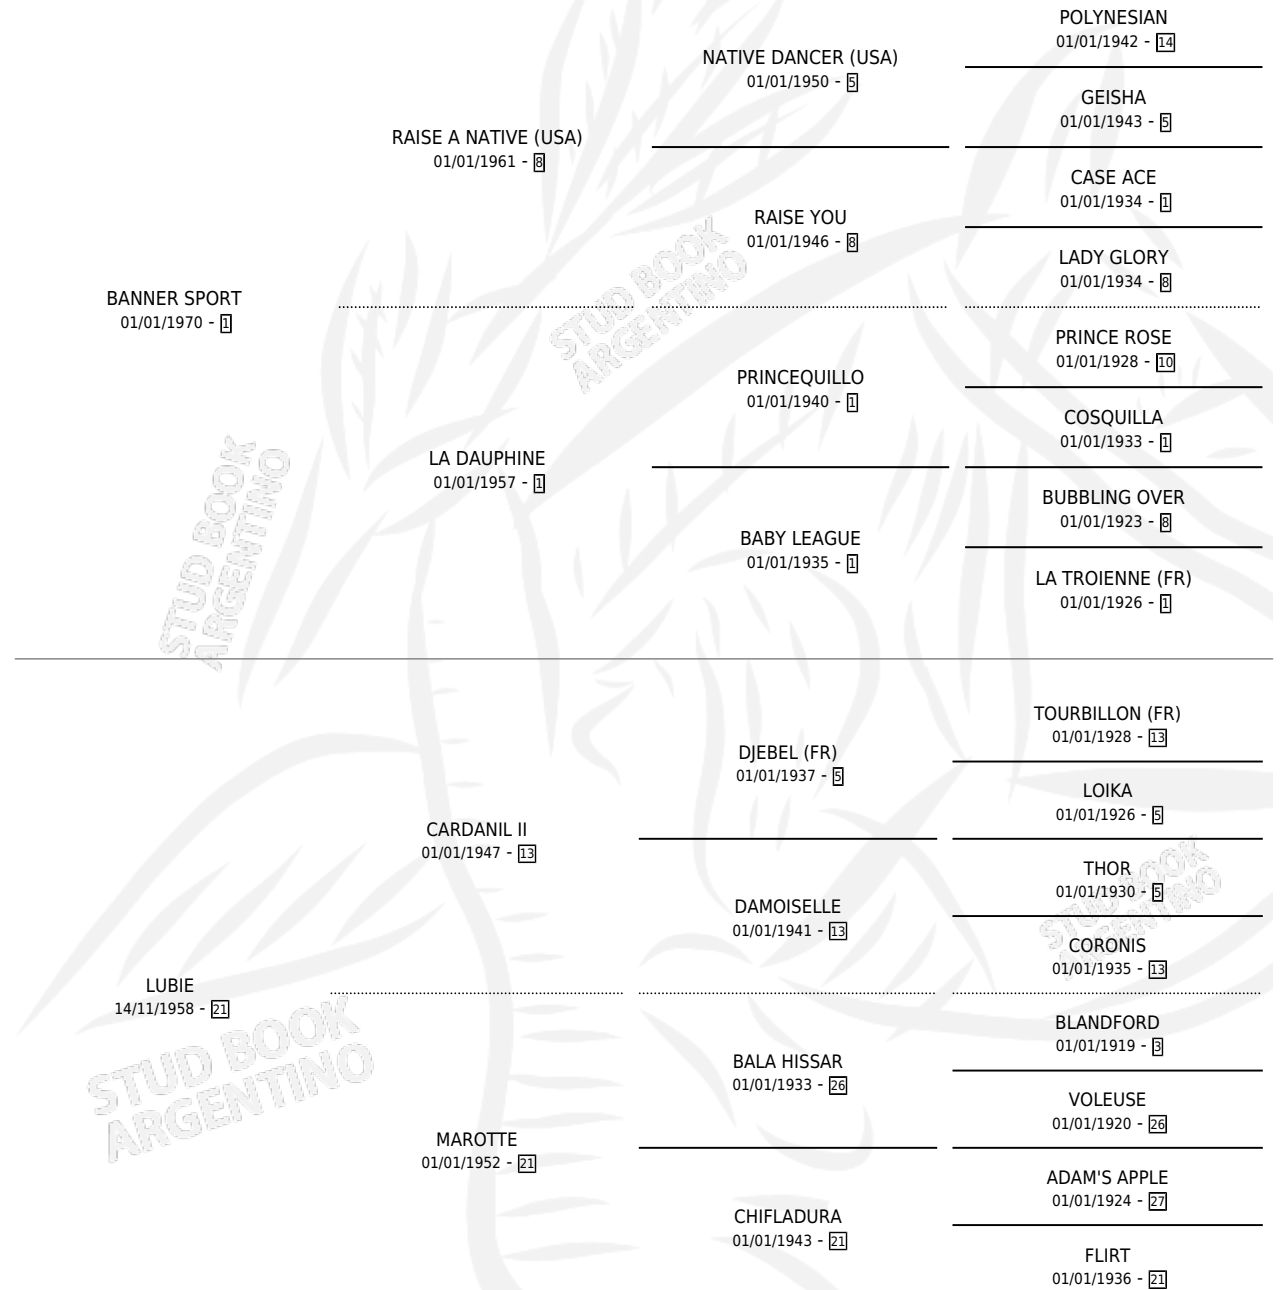 POLYNESIAN
01/01/1942 - 14
NATIVE DANCER (USA)
01/01/1950 - 5
GEISHA
01/01/1943 - 5
RAISE A NATIVE (USA)
01/01/1961 - 8
CASE ACE
01/01/1934 - 1
RAISE YOU
01/01/1946 - 8
LADY GLORY
01/01/1934 - 8
BANNER SPORT
01/01/1970 - 1
PRINCE ROSE
01/01/1928 - 10
PRINCEQUILLO
01/01/1940 - 1
COSQUILLA
01/01/1933 - 1
LA DAUPHINE
01/01/1957 - 1
BUBBLING OVER
01/01/1923 - 8
BABY LEAGUE
01/01/1935 - 1
LA TROIENNE (FR)
01/01/1926 - 1
TOURBILLON (FR)
01/01/1928 - 13
DJEBEL (FR)
01/01/1937 - 5
LOIKA
01/01/1926 - 5
CARDANIL II
01/01/1947 - 13
THOR
01/01/1930 - 5
DAMOISELLE
01/01/1941 - 13
CORONIS
01/01/1935 - 13
LUBIE
14/11/1958 - 21
BLANDFORD
01/01/1919 - 3
BALA HISSAR
01/01/1933 - 26
VOLEUSE
01/01/1920 - 26
MAROTTE
01/01/1952 - 21
ADAM'S APPLE
01/01/1924 - 27
CHIFLADURA
01/01/1943 - 21
FLIRT
01/01/1936 - 21
STUD BOOK
ARGENTINO
STUD BOOK
ARGENTINO
STUD BOOK
ARGENTINO
STUD BOOK
ARGENTINO